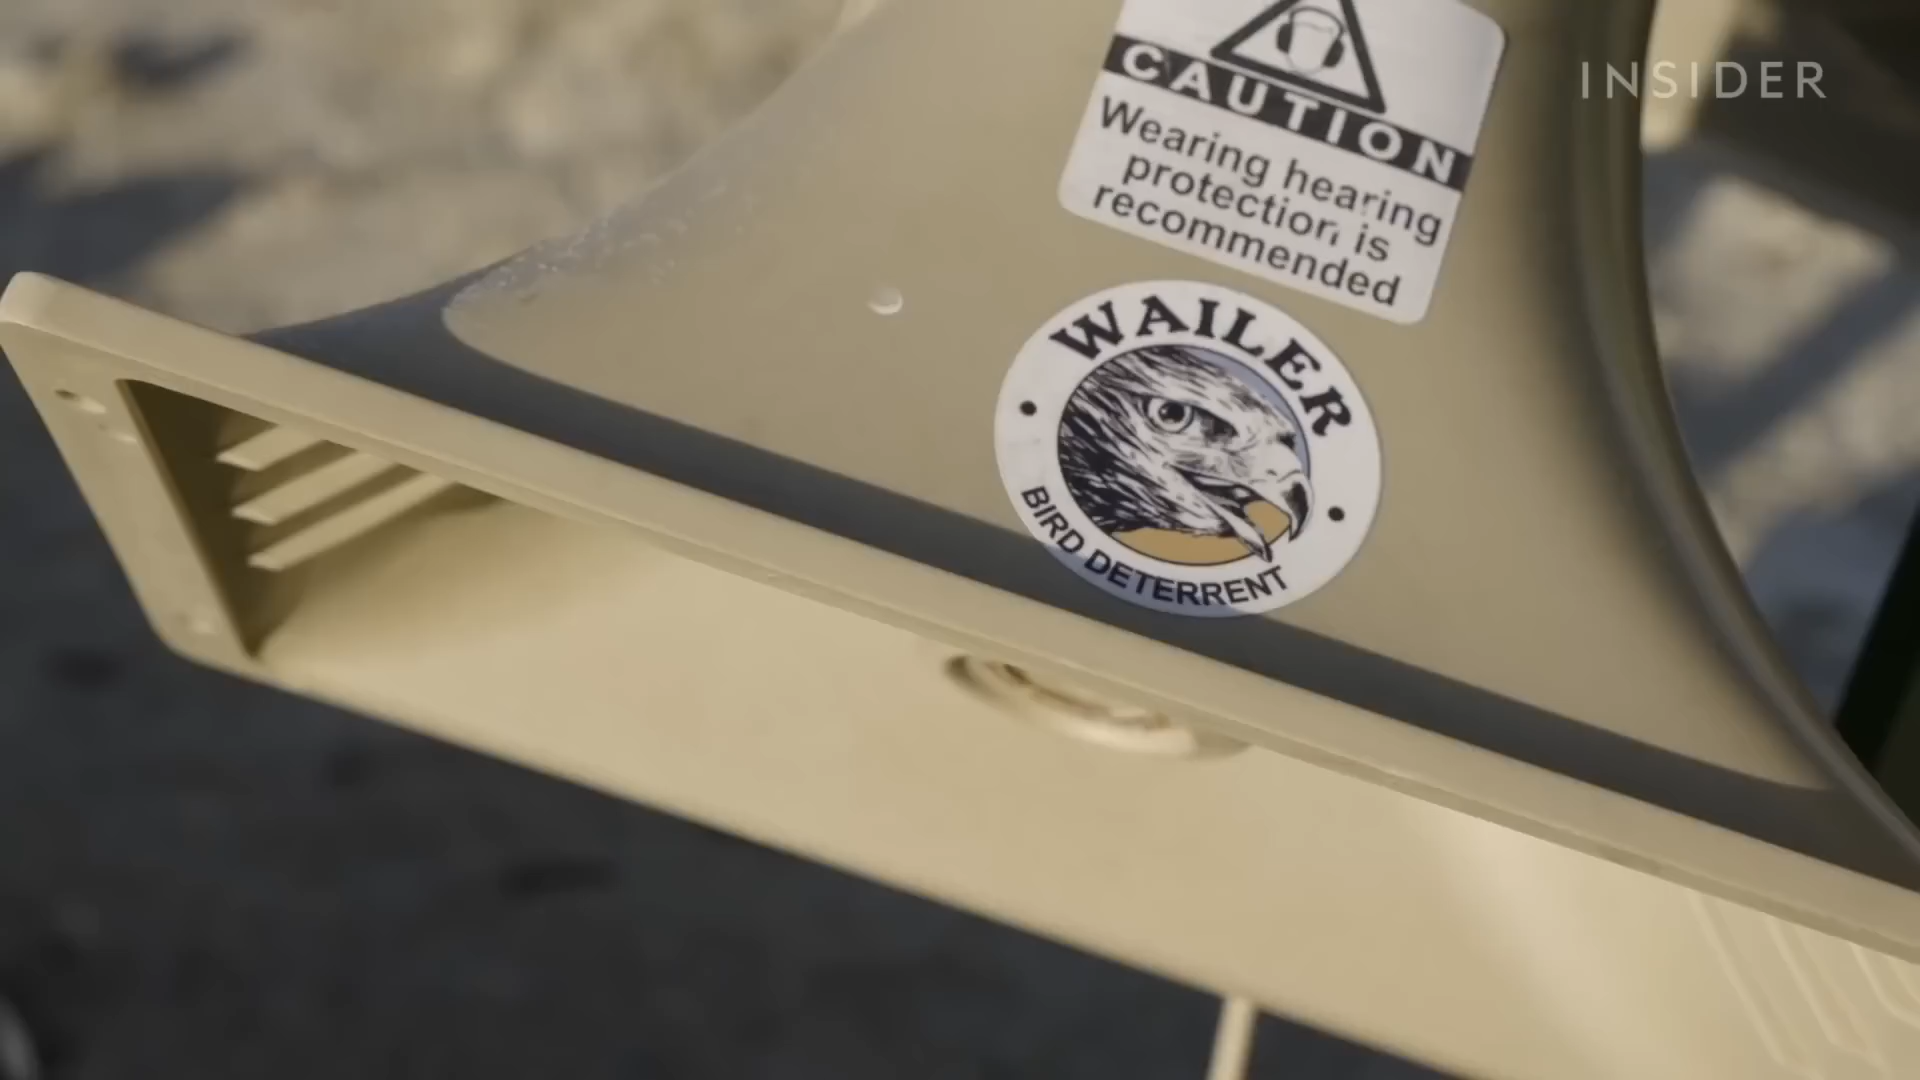 INSIDER
CAUTION
Wearing hearing
protection is
recommended
WAILER
BIRD DETERRENT